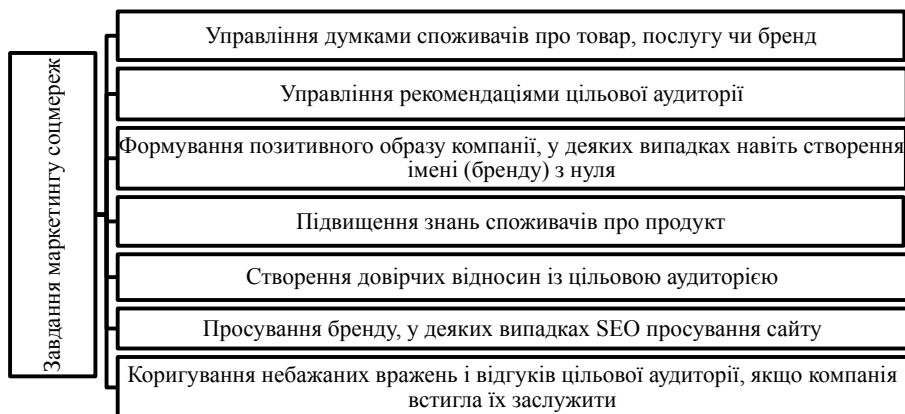 Завдання маркетингу соцмереж
Управління думками споживачів про товар, послугу чи бренд
Управління рекомендаціями цільової аудиторії
Формування позитивного образу компанії, у деяких випадках навіть створення
імені (бренду) з нуля
Підвищення знань споживачів про продукт
Створення довірчих відносин із цільовою аудиторією
Просування бренду, у деяких випадках SEO просування сайту
Коригування небажаних вражень і відгуків цільової аудиторії, якщо компанія
встигла їх заслужити